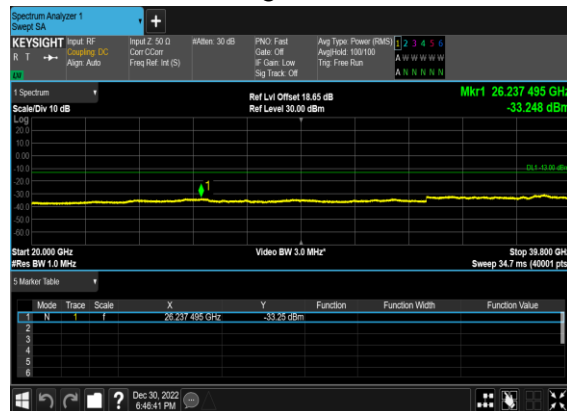 Spectrum Analyzer 1
Swept SA
+
KEYSIGHT Input: RF Input Z: 50 Ω #Atten: 30 dB PNO: Fast Avg Type: Power (RMS) 1 2 3 4 5 6
R T Coupling: DC Corr CCorr Gate: Off Avg|Hold: 100/100 A W W W W W
Align: Auto Freq Ref: Int (S) IF Gain: Low Trig: Free Run
LW Sig Track: Off A N N N N N
1 Spectrum Ref Lvl Offset 18.65 dB Mkr1 26.237 495 GHz
Scale/Div 10 dB Ref Level 30.00 dBm -33.248 dBm
Log
20.0
10.0
0.00
-10.0 DL1 -13.00 dBm
-20.0
-30.0 1
-40.0
-50.0
-60.0
Start 20.000 GHz Video BW 3.0 MHz* Stop 39.800 GHz
#Res BW 1.0 MHz Sweep 34.7 ms (40001 pts)
5 Marker Table
Mode Trace Scale X Y Function Function Width Function Value
1 N 1 f 26.237 495 GHz -33.25 dBm
2
3
4
5
6
? Dec 30, 2022
6:46:41 PM